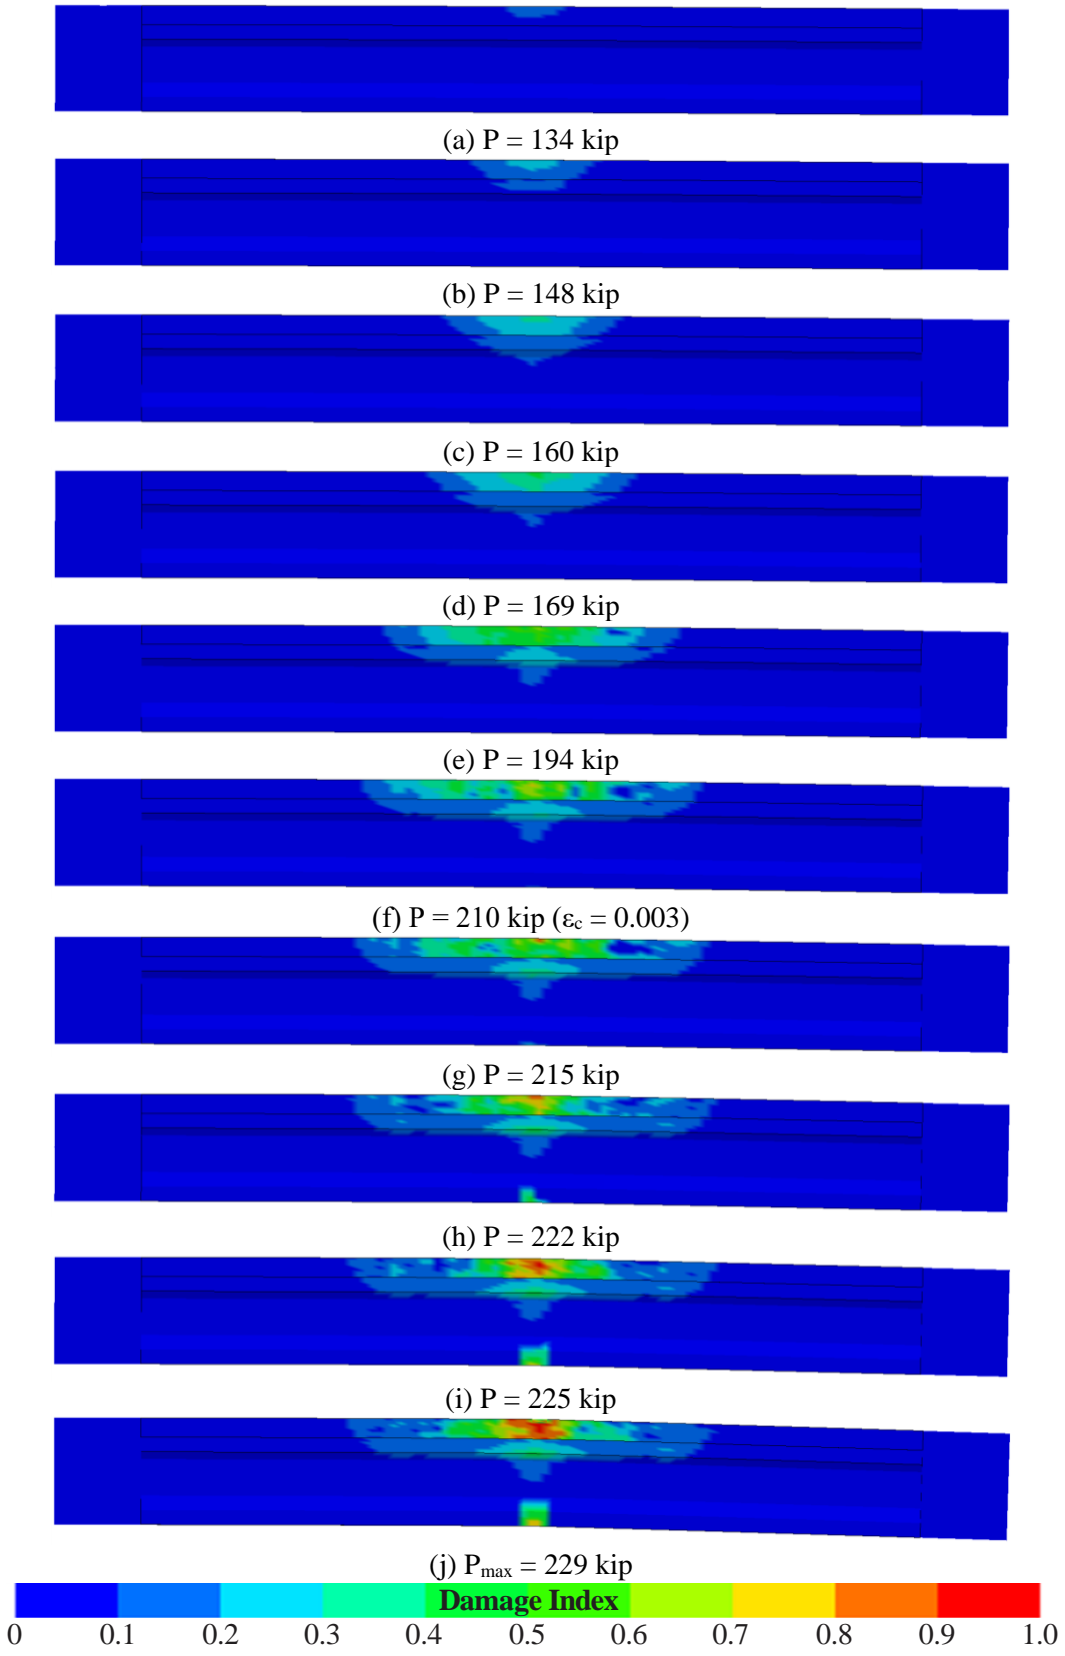 (a) P = 134 kip
(b) P = 148 kip
(c) P = 160 kip
(d) P = 169 kip
(e) P = 194 kip
(f) P = 210 kip (εc = 0.003)
(g) P = 215 kip
(h) P = 222 kip
(i) P = 225 kip
(j) Pmax = 229 kip
Damage Index
0 0.1 0.2 0.3 0.4 0.5 0.6 0.7 0.8 0.9 1.0